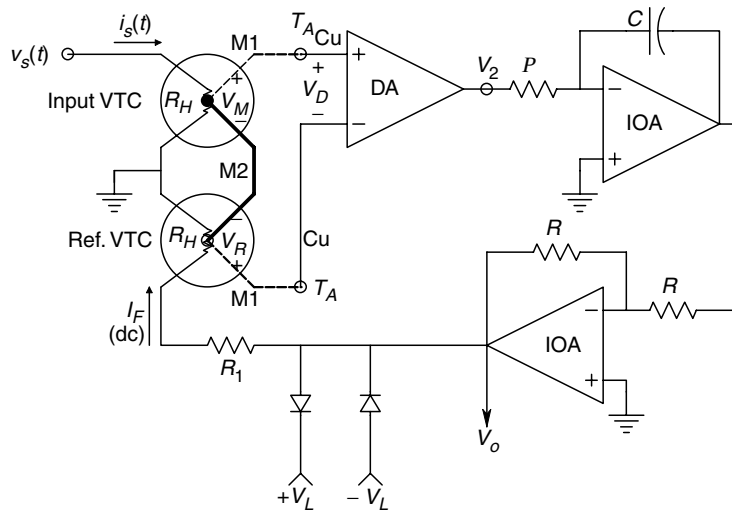 i_s(t)
v_s(t)
M1
T_A
Cu
C
+
V_D
−
+
−
DA
V_2
P
−
+
IOA
Input VTC
R_H
+
V_M
−
M2
Ref. VTC
R_H
−
V_R
+
M1
Cu
T_A
R
R
−
+
IOA
I_F
(dc)
R_1
V_o
+V_L
− V_L